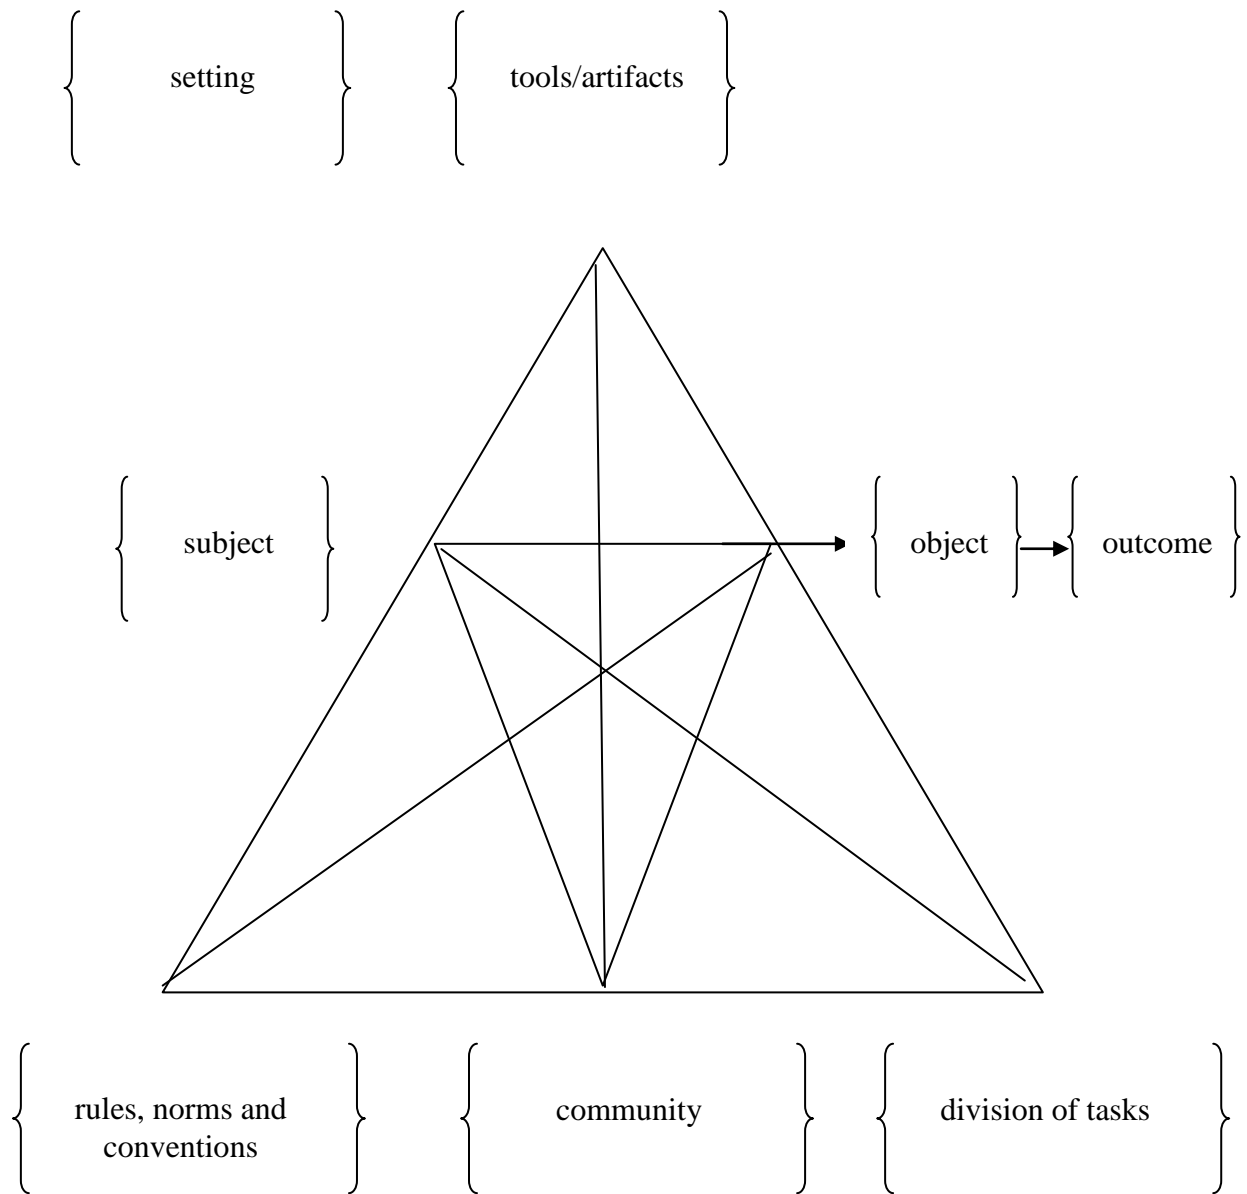 setting
tools/artifacts
subject
object
outcome
rules, norms and
conventions
community
division of tasks